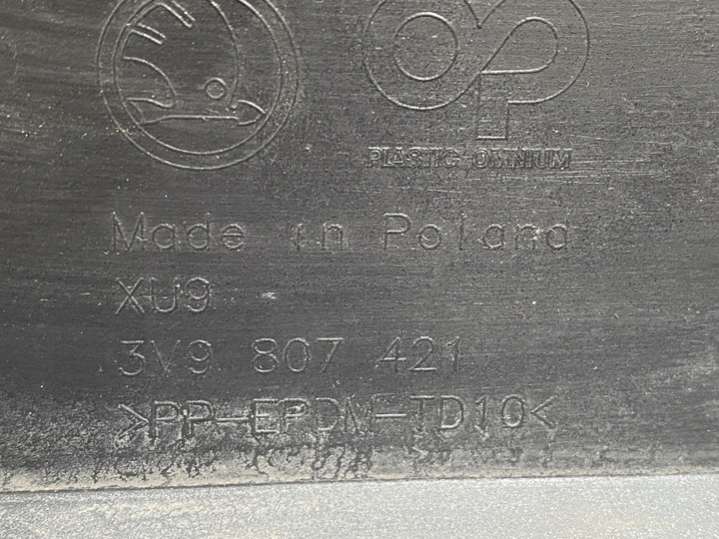 PLASTIC OMNIUM
Made in Poland
XU9
3V9 807 421
>PP-EPDM-TD10<